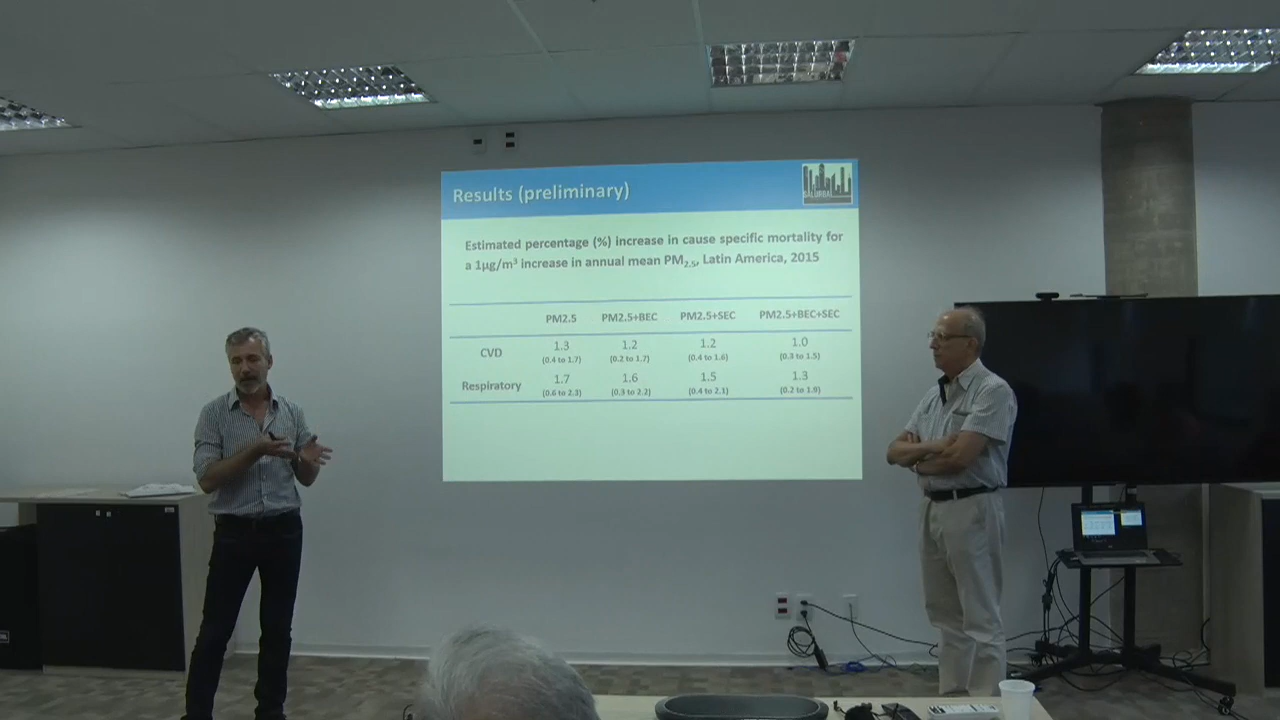 Results (preliminary)
SALURBAL
Estimated percentage (%) increase in cause specific mortality for
a 1µg/m³ increase in annual mean PM2.5, Latin America, 2015
PM2.5 PM2.5+BEC PM2.5+SEC PM2.5+BEC+SEC
CVD 1.3 1.2 1.2 1.0
(0.4 to 1.7) (0.2 to 1.7) (0.4 to 1.6) (0.3 to 1.5)
Respiratory 1.7 1.6 1.5 1.3
(0.6 to 2.3) (0.3 to 2.2) (0.4 to 2.1) (0.2 to 1.9)